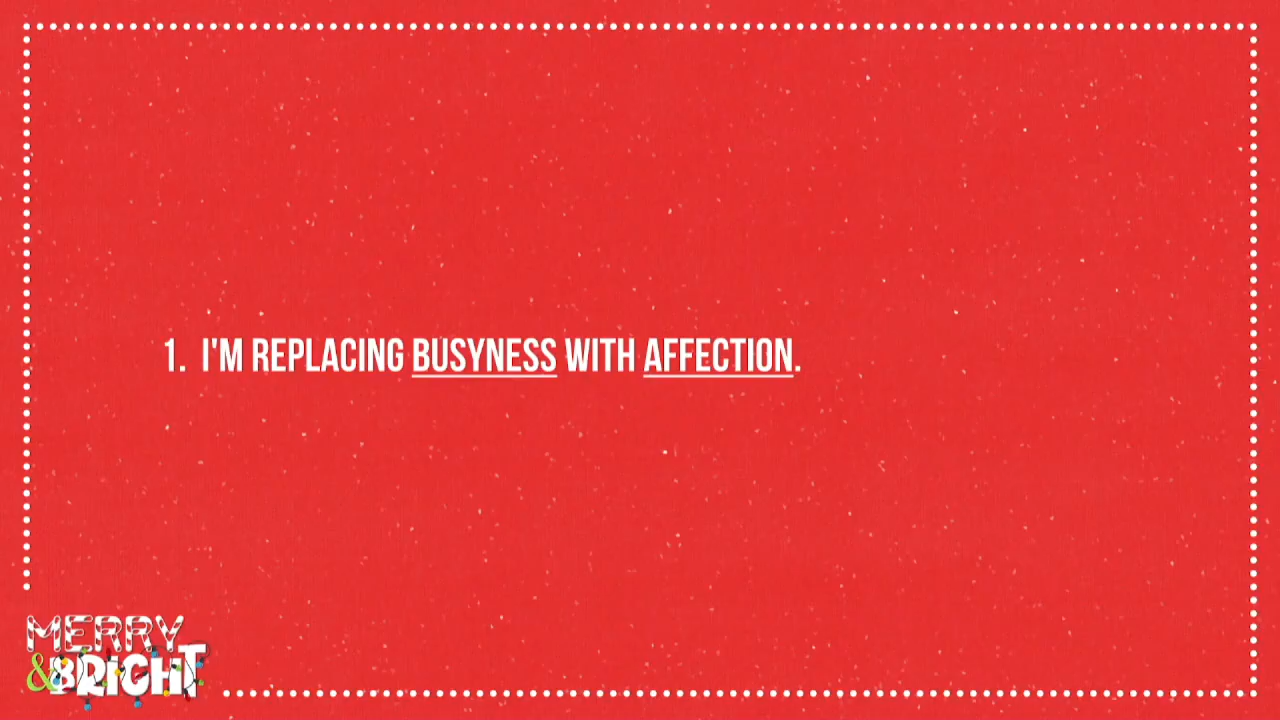 1. I'M REPLACING BUSYNESS WITH AFFECTION.
MERRY
& BRIGHT